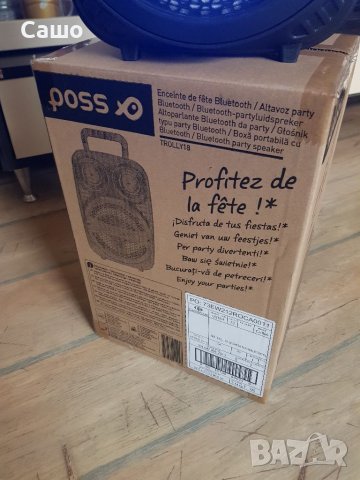 Сашо
poss
Enceinte de fête Bluetooth / Altavoz party
Bluetooth / Bluetooth-partyluidspreker
Altoparlante Bluetooth da party / Głośnik
typu party Bluetooth / Boxă portabilă cu
Bluetooth / Bluetooth party speaker
TROLLY18
Profitez de
la fête !*
¡Disfruta de tus fiestas!*
Geniet van uw feestjes!*
Per party divertenti!*
Baw się świetnie!*
Bucurați-vă de petreceri!*
Enjoy your parties!*
BAZAR